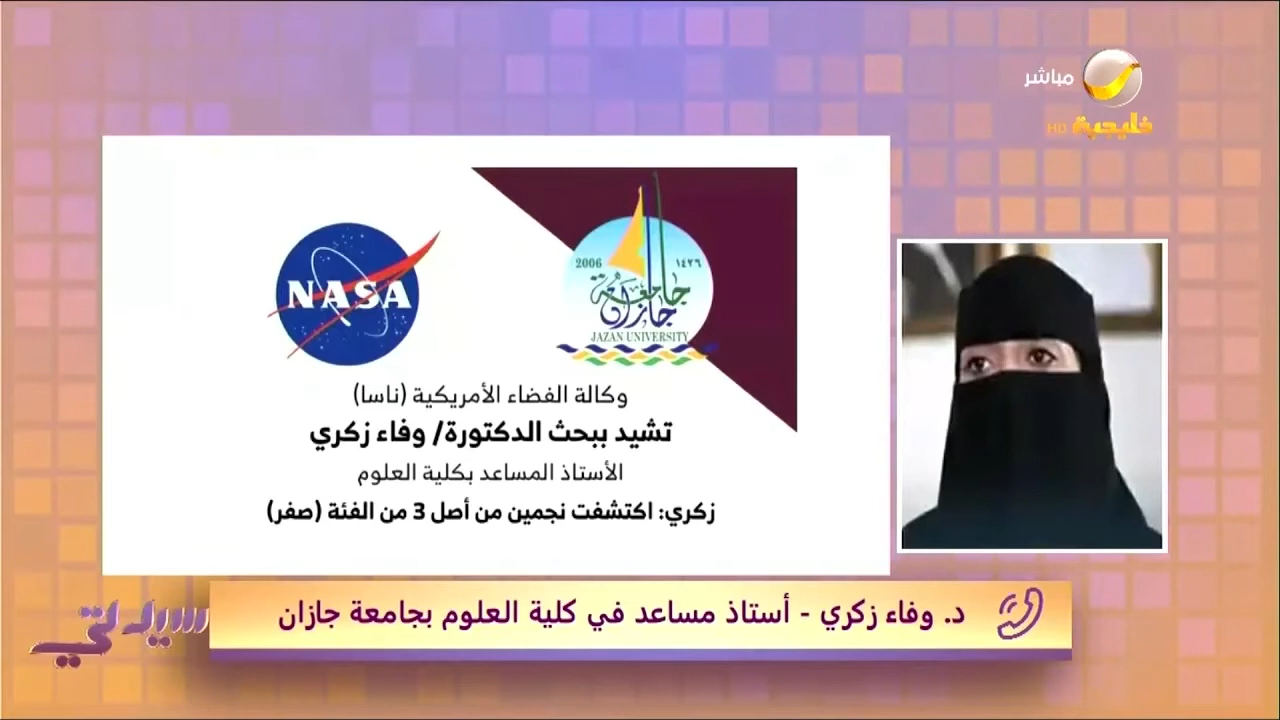 مباشر
خليجية HD
NASA
2006 ١٤٢٦
جامعة جازان
JAZAN UNIVERSITY
وكالة الفضاء الأمريكية (ناسا)
تشيد ببحث الدكتورة/ وفاء زكري
الأستاذ المساعد بكلية العلوم
زكري: اكتشفت نجمين من أصل 3 من الفئة (صفر)
د. وفاء زكري - أستاذ مساعد في كلية العلوم بجامعة جازان
سيدتي